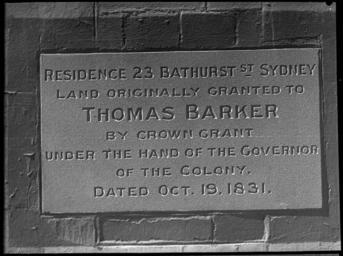 RESIDENCE 23 BATHURST ST SYDNEY
LAND ORIGINALLY GRANTED TO
THOMAS BARKER
BY CROWN GRANT
UNDER THE HAND OF THE GOVERNOR
OF THE COLONY.
DATED OCT. 19. 1831.